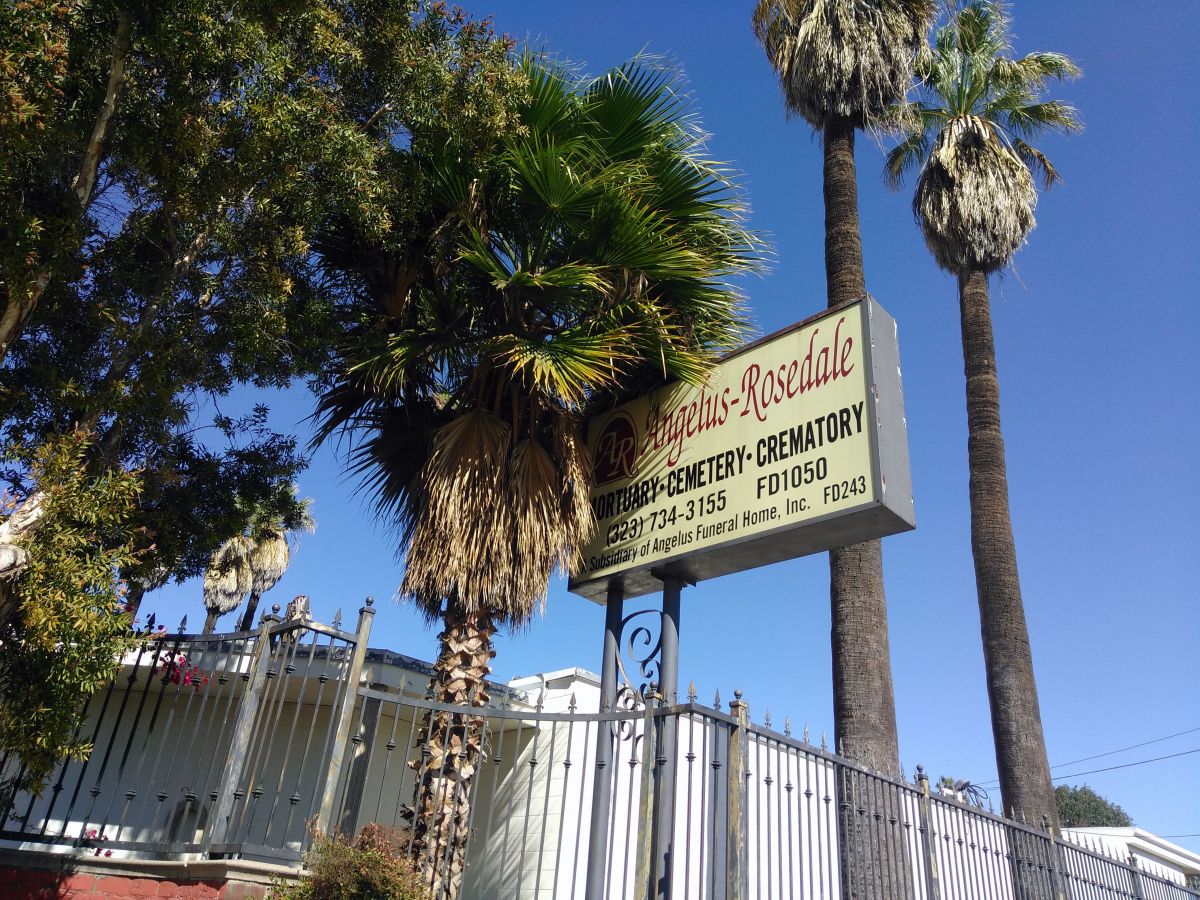 AR Angelus-Rosedale
MORTUARY • CEMETERY • CREMATORY
(323) 734-3155 FD1050
Subsidiary of Angelus Funeral Home, Inc. FD243